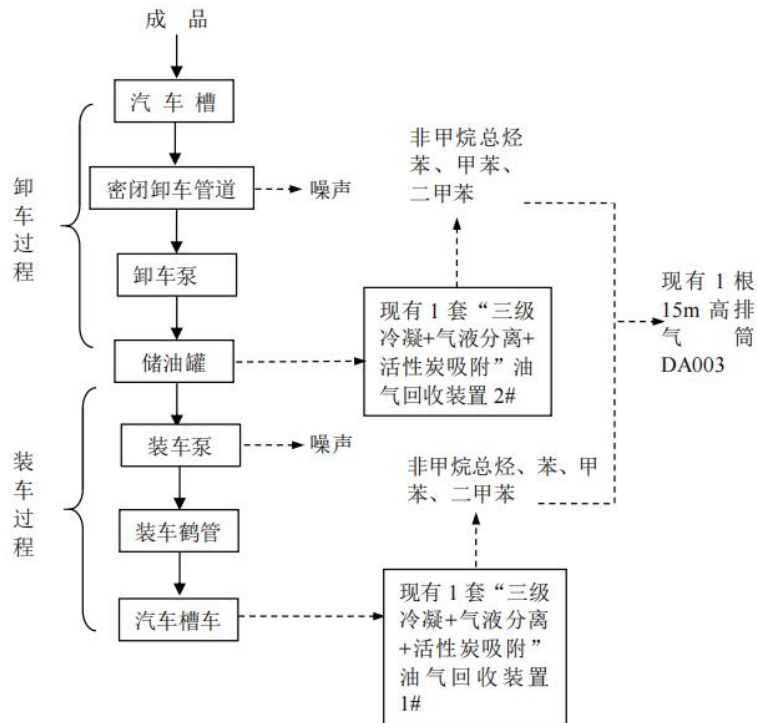 成 品
汽 车 槽
密闭卸车管道
噪声
卸车泵
储油罐
卸车过程
装车泵
噪声
装车鹤管
汽车槽车
装车过程
非甲烷总烃
苯、甲苯、
二甲苯
现有 1 套“三级
冷凝+气液分离+
活性炭吸附”油
气回收装置 2#
非甲烷总烃、苯、甲
苯、二甲苯
现有 1 套“三级
冷凝+气液分离
+活性炭吸附”
油气回收装置
1#
现有 1 根
15m 高排
气 筒
DA003